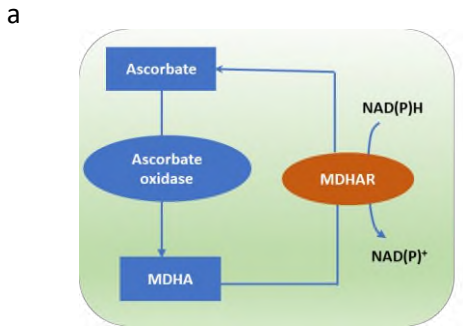 a
Ascorbate
NAD(P)H
Ascorbate
oxidase
MDHAR
NAD(P)⁺
MDHA